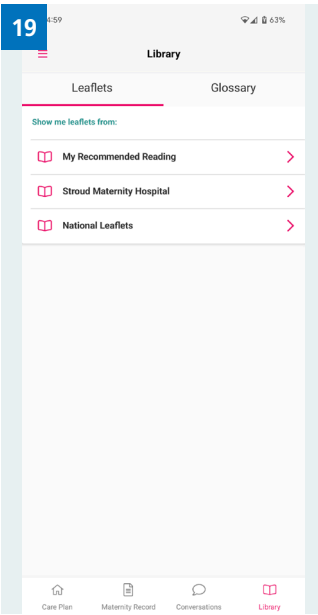 19
4:59
63%
Library
Leaflets
Glossary
Show me leaflets from:
My Recommended Reading
Stroud Maternity Hospital
National Leaflets
Care Plan
Maternity Record
Conversations
Library